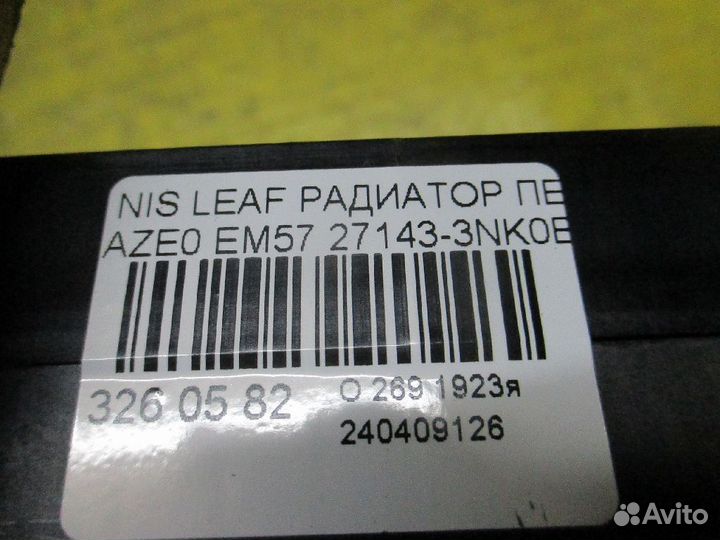 NIS LEAF РАДИАТОР ПЕ
AZE0 EM57 27143-3NK0E
326 05 82
О 269 1923я
240409126
Avito